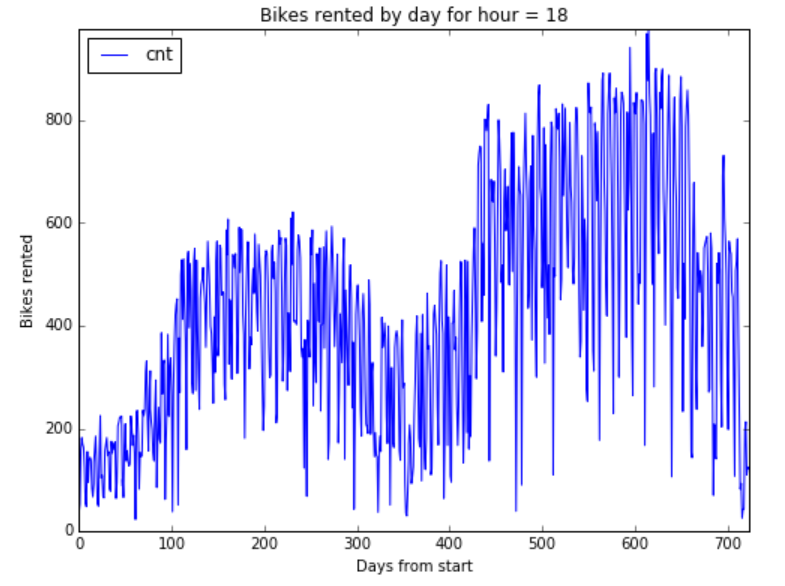 Bikes rented by day for hour = 18
cnt
800
600
400
200
0
Bikes rented
0 100 200 300 400 500 600 700
Days from start